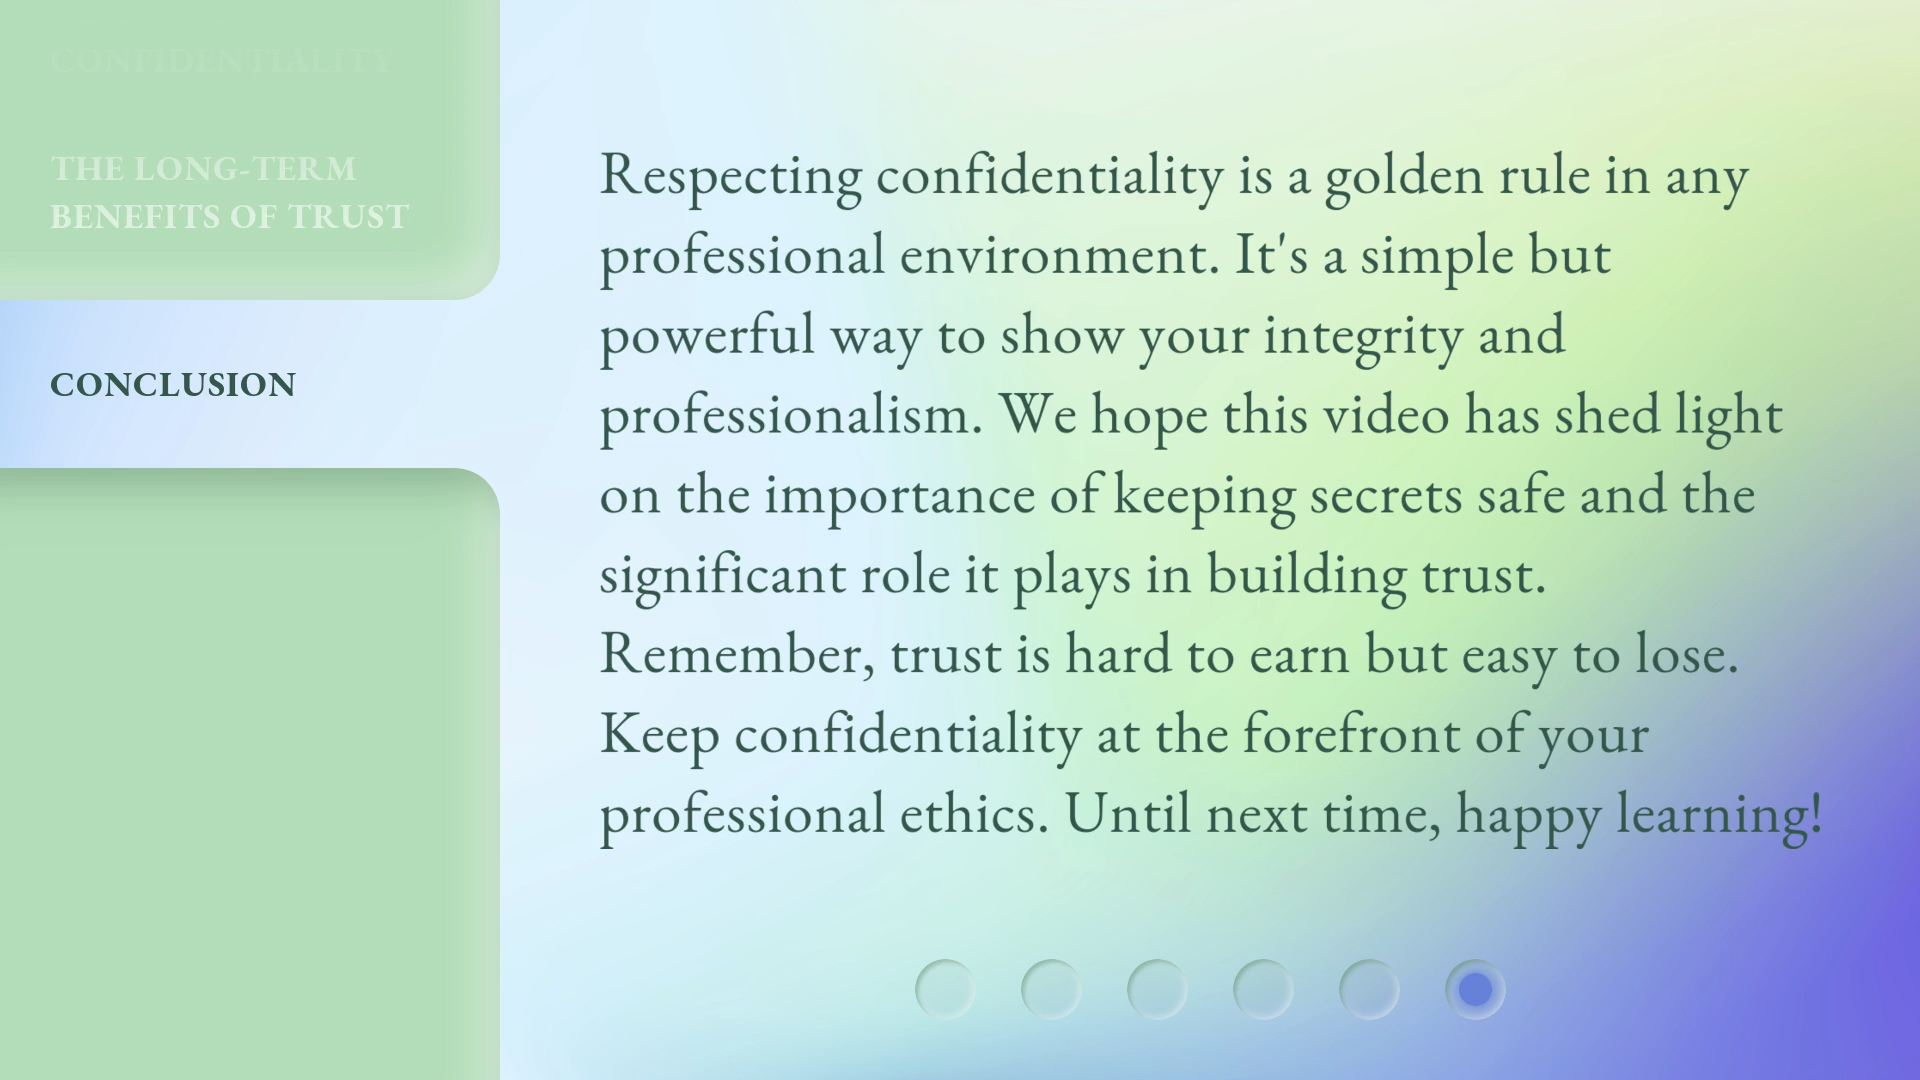 CONFIDENTIALITY
THE LONG-TERM
BENEFITS OF TRUST
CONCLUSION
Respecting confidentiality is a golden rule in any
professional environment. It's a simple but
powerful way to show your integrity and
professionalism. We hope this video has shed light
on the importance of keeping secrets safe and the
significant role it plays in building trust.
Remember, trust is hard to earn but easy to lose.
Keep confidentiality at the forefront of your
professional ethics. Until next time, happy learning!